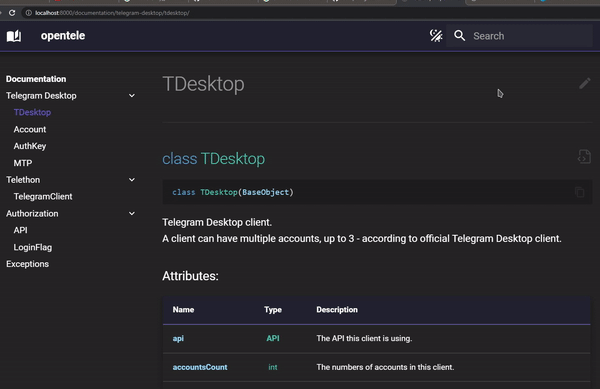 localhost:8000/documentation/telegram-desktop/tdesktop/
opentele
Search
Documentation
Telegram Desktop
TDesktop
Account
AuthKey
MTP
Telethon
TelegramClient
Authorization
API
LoginFlag
Exceptions
TDesktop
class TDesktop
class TDesktop(BaseObject)
Telegram Desktop client.
A client can have multiple accounts, up to 3 - according to official Telegram Desktop client.
Attributes:
Name Type Description
api API The API this client is using.
accountsCount int The numbers of accounts in this client.